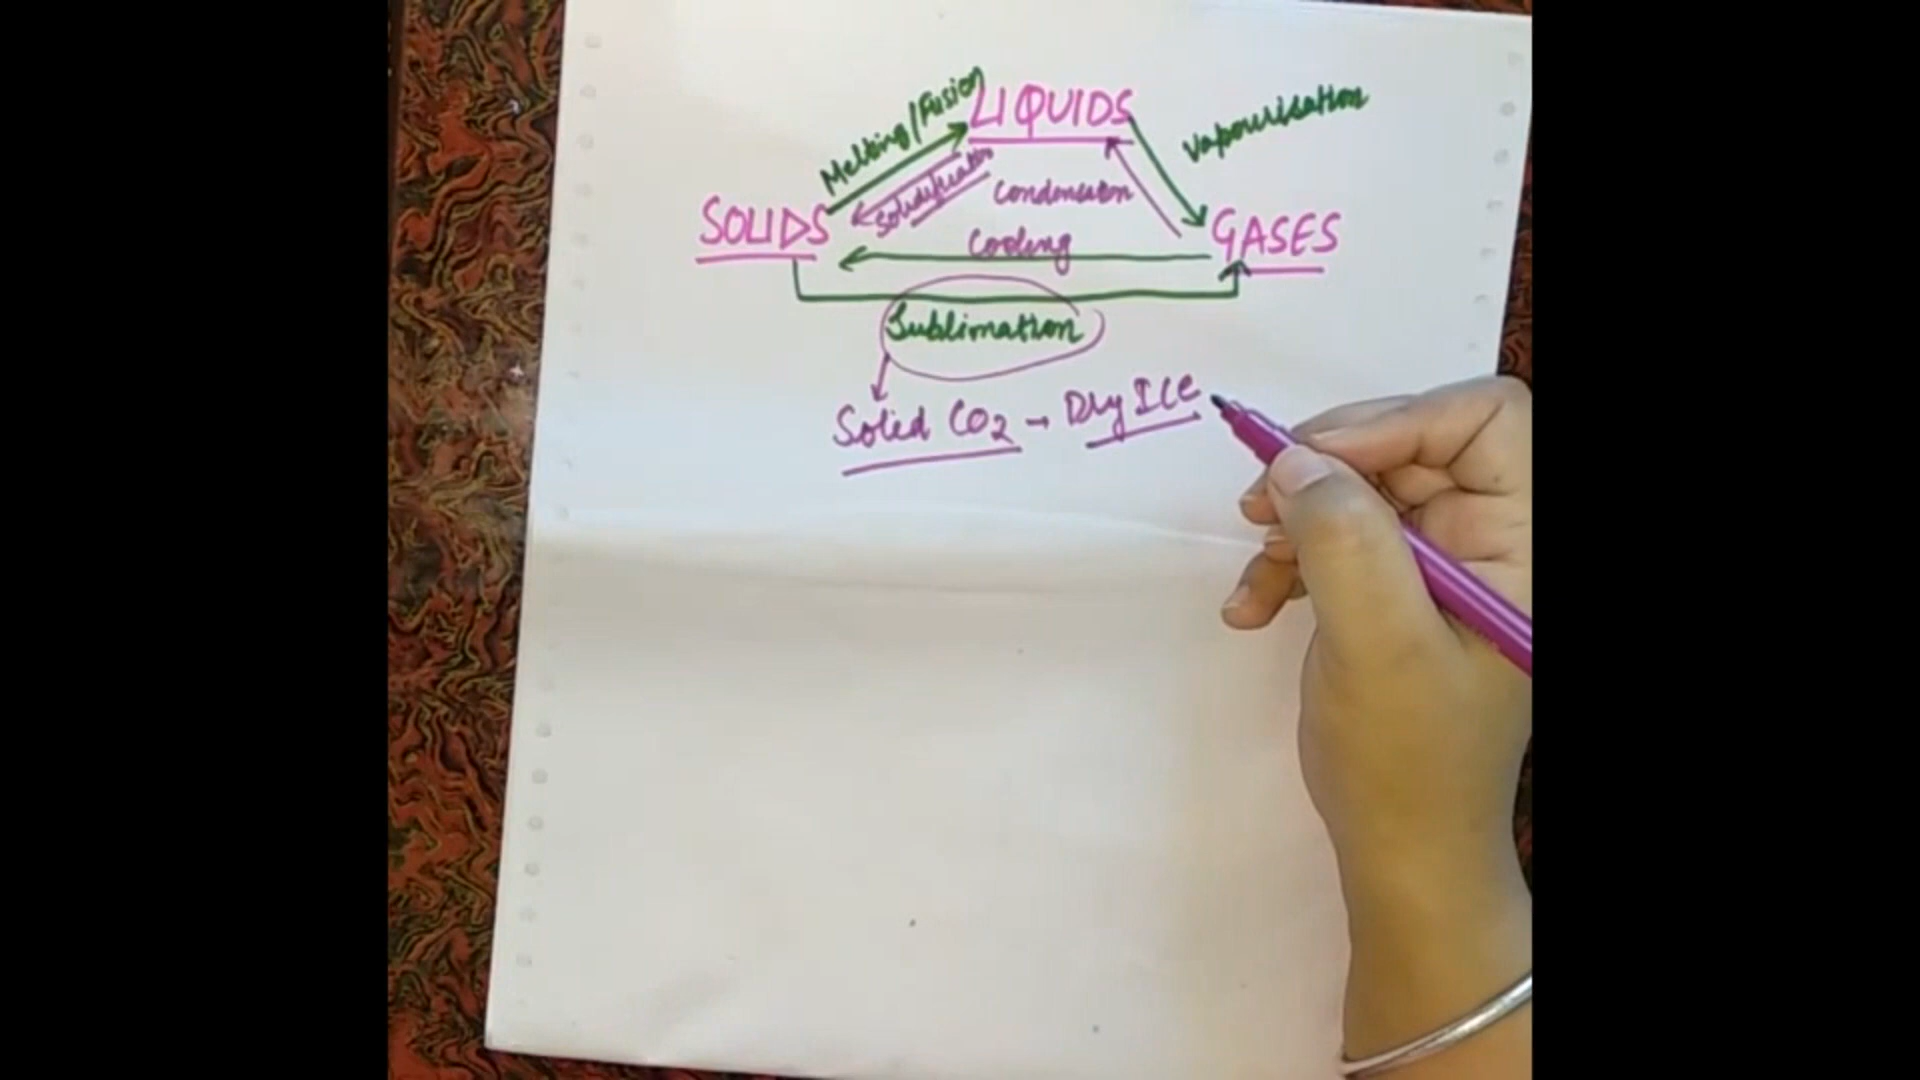 Melting/Fusion
LIQUIDS
Vapourisation
Solidification
Condensation
SOLIDS
Cooling
GASES
Sublimation
Solid CO2 → Dry ICE